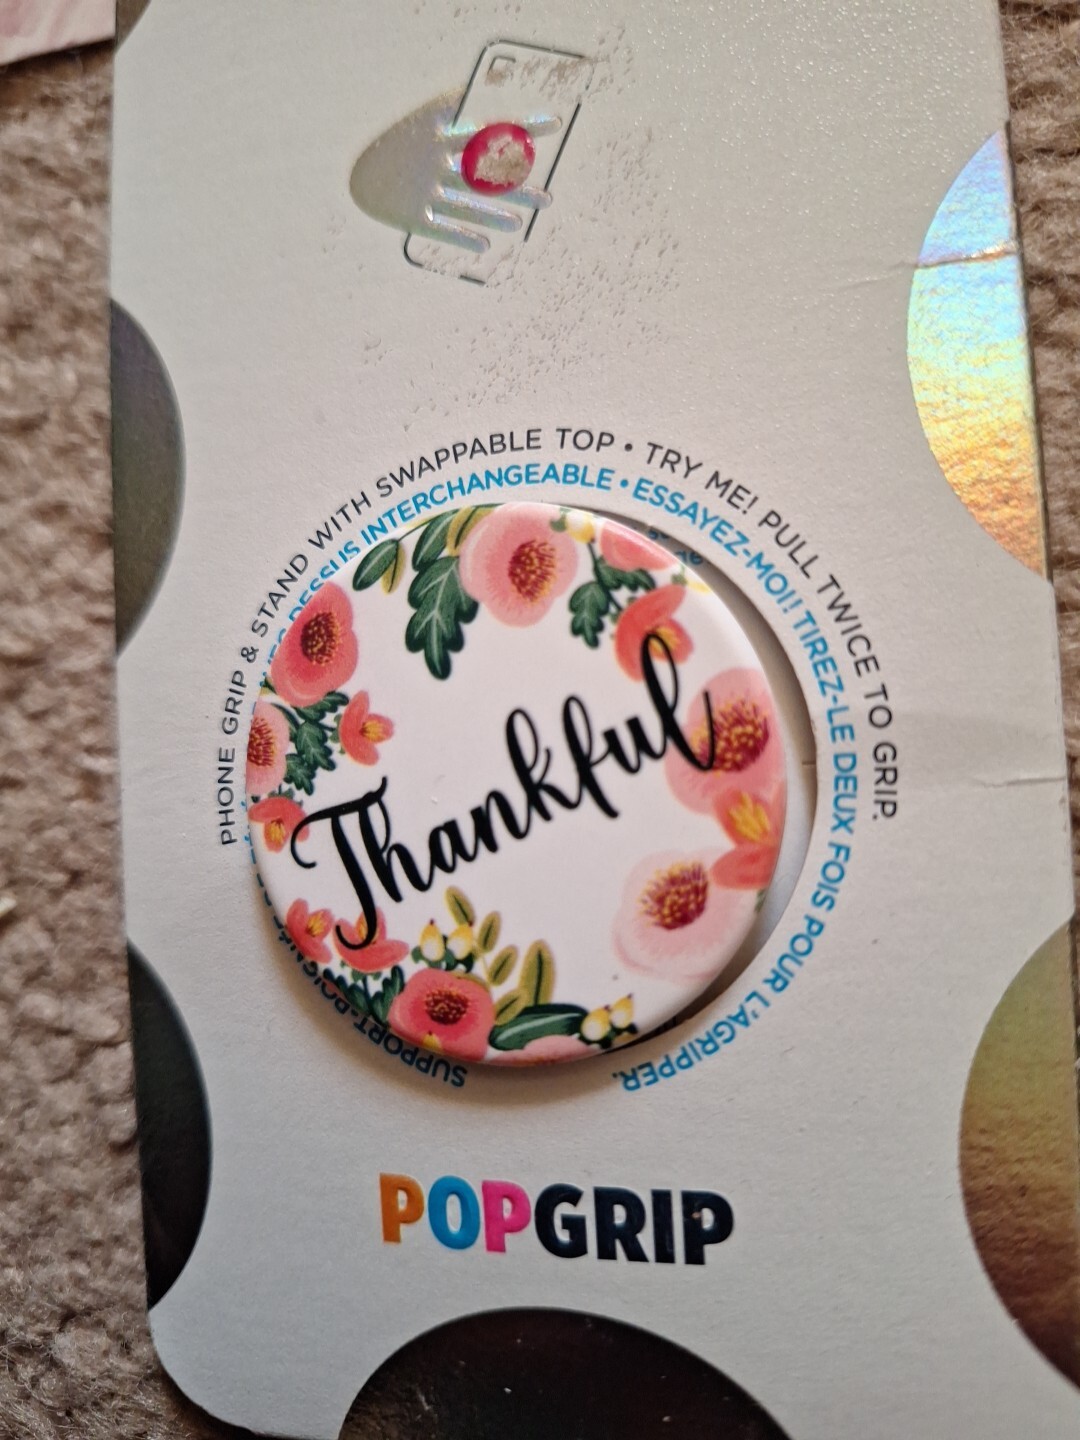 PHONE GRIP & STAND WITH SWAPPABLE TOP • TRY ME! PULL TWICE TO GRIP.
DESSUS INTERCHANGEABLE • ESSAYEZ-MOI! TIREZ-LE DEUX FOIS POUR L'AGRIPPER.
Thankful
POPGRIP